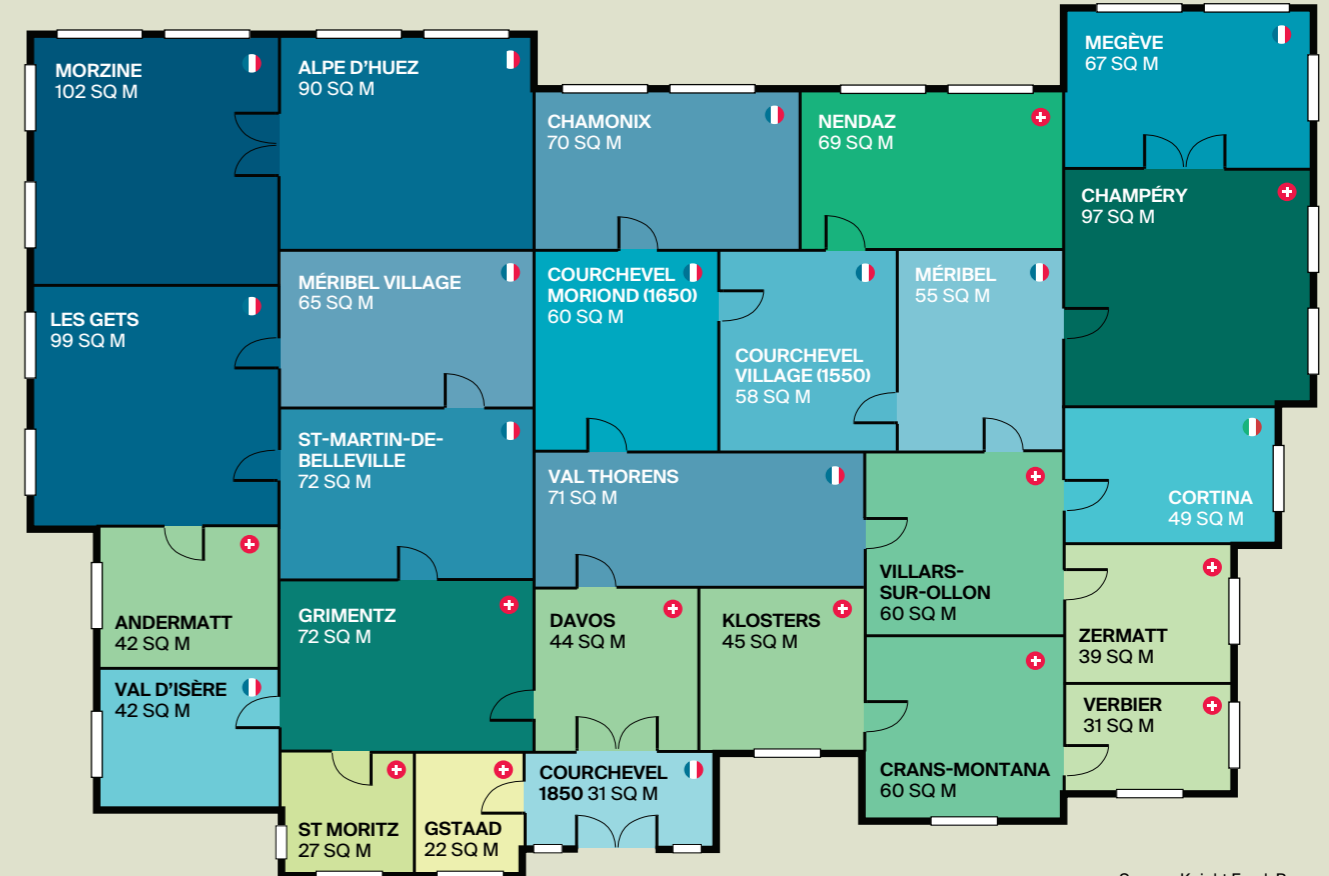 MORZINE
102 SQ M
ALPE D'HUEZ
90 SQ M
CHAMONIX
70 SQ M
NENDAZ
69 SQ M
MEGÈVE
67 SQ M
CHAMPÉRY
97 SQ M
LES GETS
99 SQ M
MÉRIBEL VILLAGE
65 SQ M
COURCHEVEL
MORIOND (1650)
60 SQ M
COURCHEVEL
VILLAGE (1550)
58 SQ M
MÉRIBEL
55 SQ M
ST-MARTIN-DE-
BELLEVILLE
72 SQ M
VAL THORENS
71 SQ M
CORTINA
49 SQ M
VILLARS-
SUR-OLLON
60 SQ M
ANDERMATT
42 SQ M
GRIMENTZ
72 SQ M
DAVOS
44 SQ M
KLOSTERS
45 SQ M
ZERMATT
39 SQ M
VAL D'ISÈRE
42 SQ M
VERBIER
31 SQ M
CRANS-MONTANA
60 SQ M
ST MORITZ
27 SQ M
GSTAAD
22 SQ M
COURCHEVEL
1850 31 SQ M